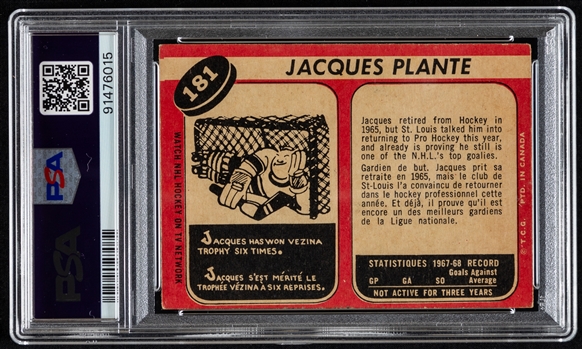 PSA
PSA
91476015
181
JACQUES PLANTE
WATCH NHL HOCKEY ON TV NETWORK
JACQUES HAS WON VEZINA
TROPHY SIX TIMES.
JACQUES S'EST MÉRITÉ LE
TROPHÉE VÉZINA À SIX REPRISES.
Jacques retired from Hockey in
1965, but St. Louis talked him into
returning to Pro Hockey this year,
and already is proving he still is
one of the N.H.L.'s top goalies.
Gardien de but. Jacques prit sa
retraite en 1965, mais le club de
St-Louis l'a convaincu de retourner
dans le hockey professionnel cette
année. Et déjà, il prouve qu'il est
encore un des meilleurs gardiens
de la Ligue nationale.
STATISTIQUES 1967-68 RECORD
Goals Against
GP GA SO Average
NOT ACTIVE FOR THREE YEARS
© T.C.G. PTD. IN CANADA